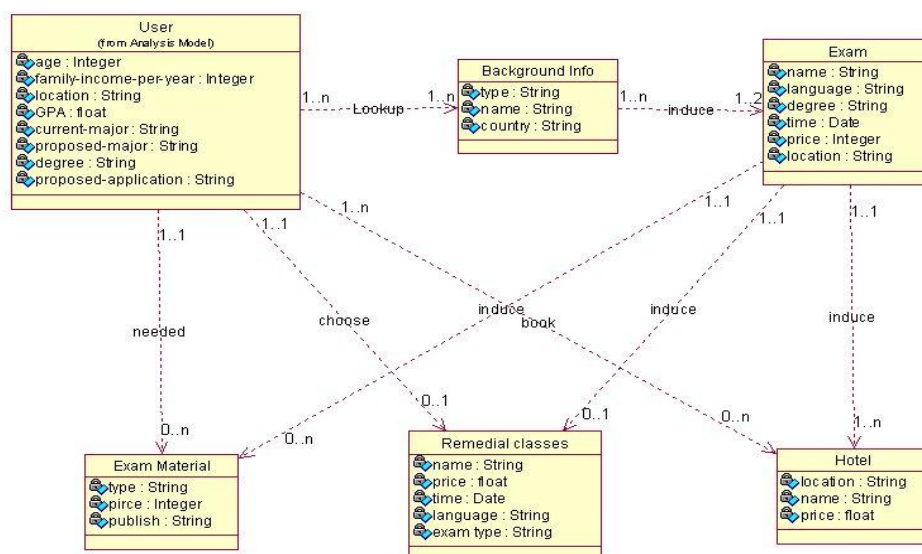 User
(from Analysis Model)
age : Integer
family-income-per-year : Integer
location : String
GPA : float
current-major : String
proposed-major : String
degree : String
proposed-application : String
Background Info
type : String
name : String
country : String
Exam
name : String
language : String
degree : String
time : Date
price : Integer
location : String
1..n
Lookup
1..n
1..n
induce
1..2
1..1
1..1
1..n
1..1
1..1
1..1
needed
choose
induce
book
induce
induce
0..n
0..1
0..n
0..1
0..n
1..n
Exam Material
type : String
pirce : Integer
publish : String
Remedial classes
name : String
price : float
time : Date
language : String
exam type : String
Hotel
location : String
name : String
price : float